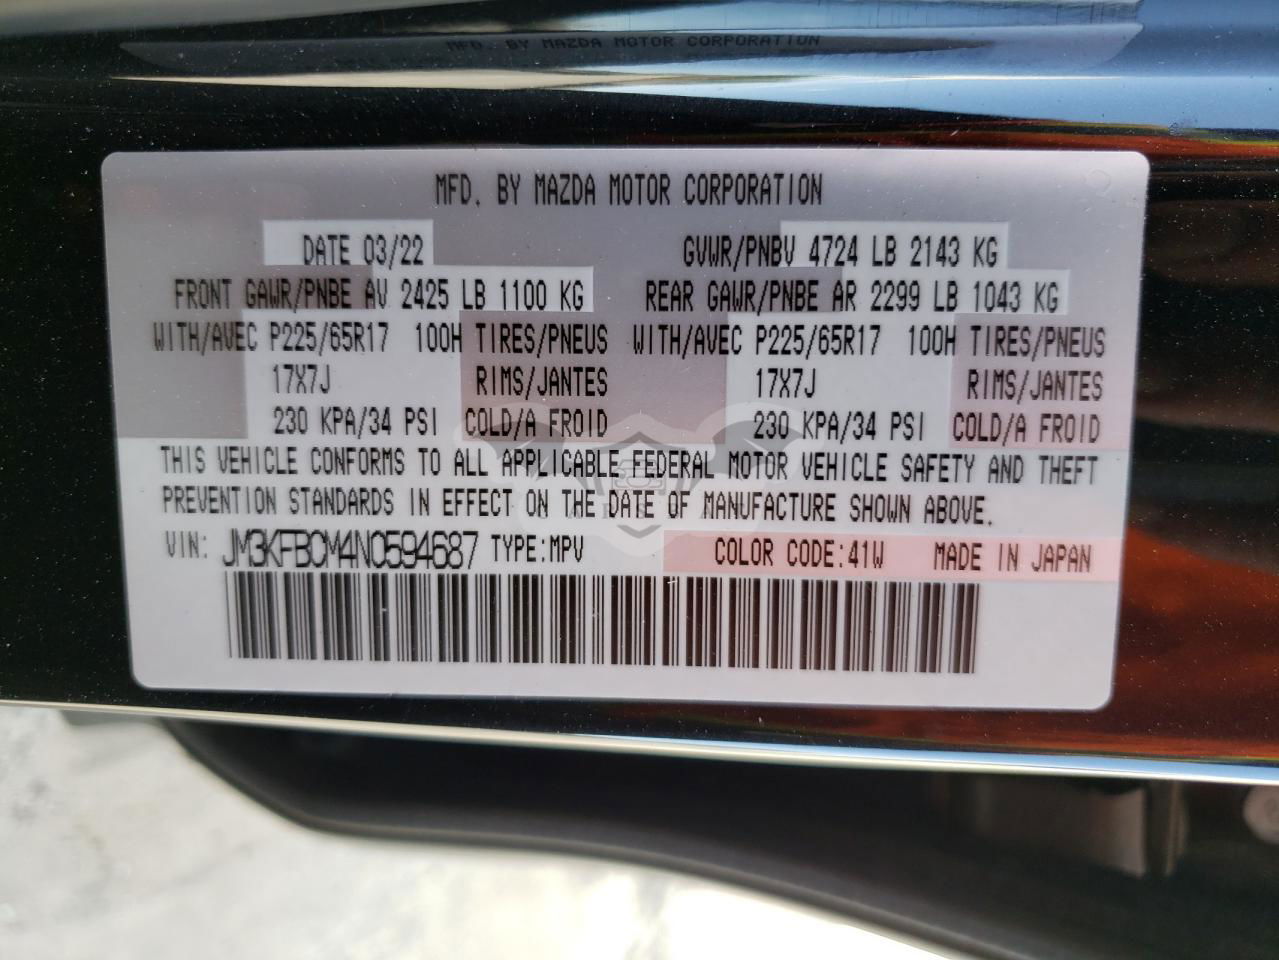 MFD. BY MAZDA MOTOR CORPORATION
MFD. BY MAZDA MOTOR CORPORATION
DATE 03/22 GVWR/PNBV 4724 LB 2143 KG
FRONT GAWR/PNBE AV 2425 LB 1100 KG REAR GAWR/PNBE AR 2299 LB 1043 KG
WITH/AVEC P225/65R17 100H TIRES/PNEUS WITH/AVEC P225/65R17 100H TIRES/PNEUS
17X7J RIMS/JANTES 17X7J RIMS/JANTES
230 KPA/34 PSI COLD/A FROID 230 KPA/34 PSI COLD/A FROID
THIS VEHICLE CONFORMS TO ALL APPLICABLE FEDERAL MOTOR VEHICLE SAFETY AND THEFT
PREVENTION STANDARDS IN EFFECT ON THE DATE OF MANUFACTURE SHOWN ABOVE.
VIN: JM3KFBCM4N0594687 TYPE:MPV COLOR CODE:41W MADE IN JAPAN